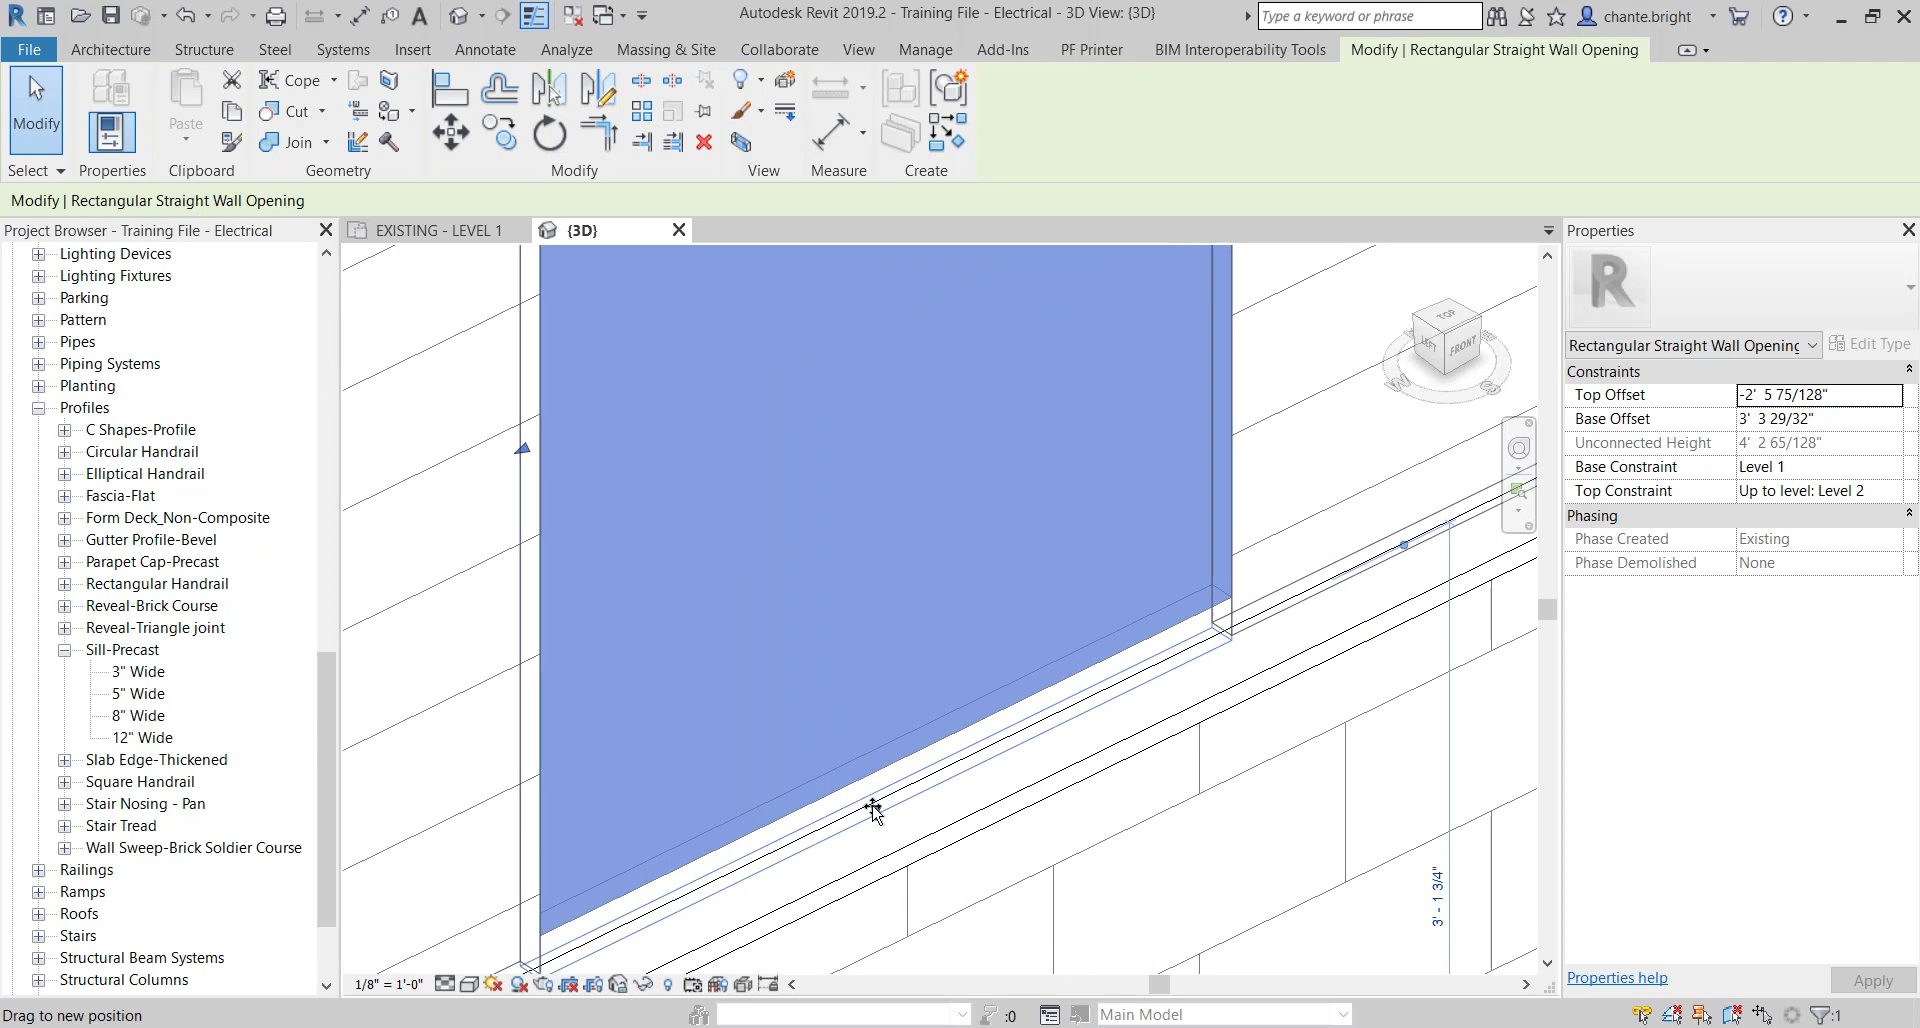 Autodesk Revit 2019.2 - Training File - Electrical - 3D View: {3D}
Type a keyword or phrase
chante.bright
File
Architecture
Structure
Steel
Systems
Insert
Annotate
Analyze
Massing & Site
Collaborate
View
Manage
Add-Ins
PF Printer
BIM Interoperability Tools
Modify | Rectangular Straight Wall Opening
Modify
Paste
Cope
Cut
Join
Select
Properties
Clipboard
Geometry
Modify
View
Measure
Create
Modify | Rectangular Straight Wall Opening
Project Browser - Training File - Electrical
Lighting Devices
Lighting Fixtures
Parking
Pattern
Pipes
Piping Systems
Planting
Profiles
C Shapes-Profile
Circular Handrail
Elliptical Handrail
Fascia-Flat
Form Deck_Non-Composite
Gutter Profile-Bevel
Parapet Cap-Precast
Rectangular Handrail
Reveal-Brick Course
Reveal-Triangle joint
Sill-Precast
3" Wide
5" Wide
8" Wide
12" Wide
Slab Edge-Thickened
Square Handrail
Stair Nosing - Pan
Stair Tread
Wall Sweep-Brick Soldier Course
Railings
Ramps
Roofs
Stairs
Structural Beam Systems
Structural Columns
EXISTING - LEVEL 1
{3D}
TOP
LEFT
FRONT
W
S
3' - 1 3/4"
Properties
Rectangular Straight Wall Opening
Edit Type
Constraints
Top Offset -2' 5 75/128"
Base Offset 3' 3 29/32"
Unconnected Height 4' 2 65/128"
Base Constraint Level 1
Top Constraint Up to level: Level 2
Phasing
Phase Created Existing
Phase Demolished None
Properties help
Apply
1/8" = 1'-0"
Drag to new position
:0
Main Model
:1